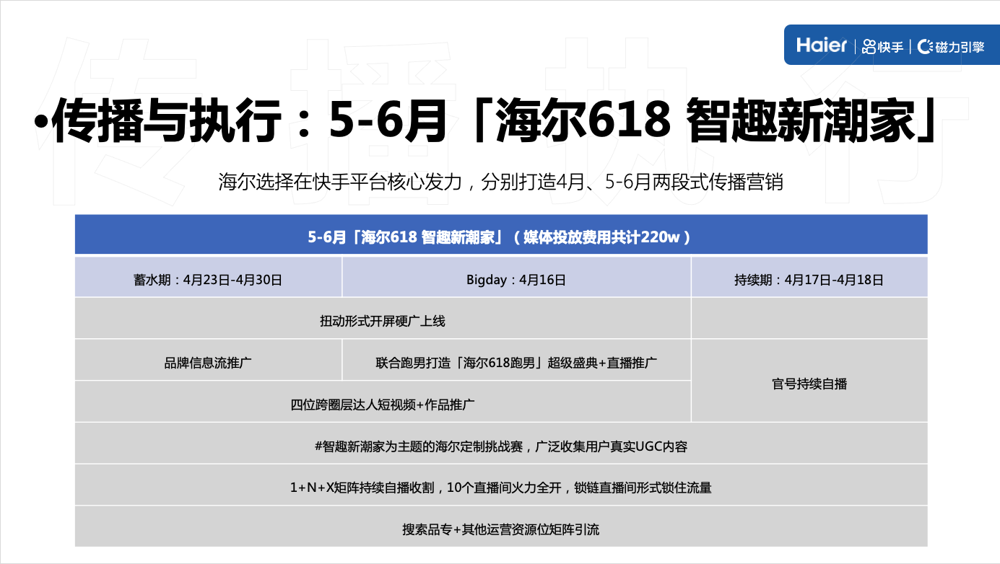 Haier | 快手 | 磁力引擎
传播执行
•传播与执行：5-6月「海尔618 智趣新潮家」
海尔选择在快手平台核心发力，分别打造4月、5-6月两段式传播营销
5-6月「海尔618 智趣新潮家」（媒体投放费用共计220w）
蓄水期：4月23日-4月30日
Bigday：4月16日
持续期：4月17日-4月18日
扭动形式开屏硬广上线
品牌信息流推广
联合跑男打造「海尔618跑男」超级盛典+直播推广
官号持续自播
四位跨圈层达人短视频+作品推广
#智趣新潮家为主题的海尔定制挑战赛，广泛收集用户真实UGC内容
1+N+X矩阵持续自播收割，10个直播间火力全开，锁链直播间形式锁住流量
搜索品专+其他运营资源位矩阵引流